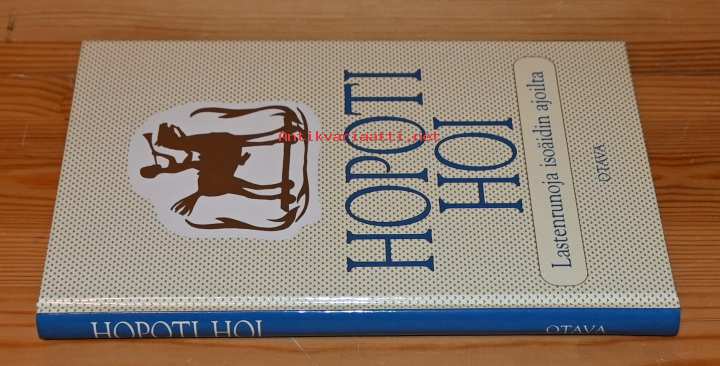 HOPOTI
HOI
Lastenrunoja isoäidin ajoilta
OTAVA
HOPOTI HOI
OTAVA
Antikvariaatti.net